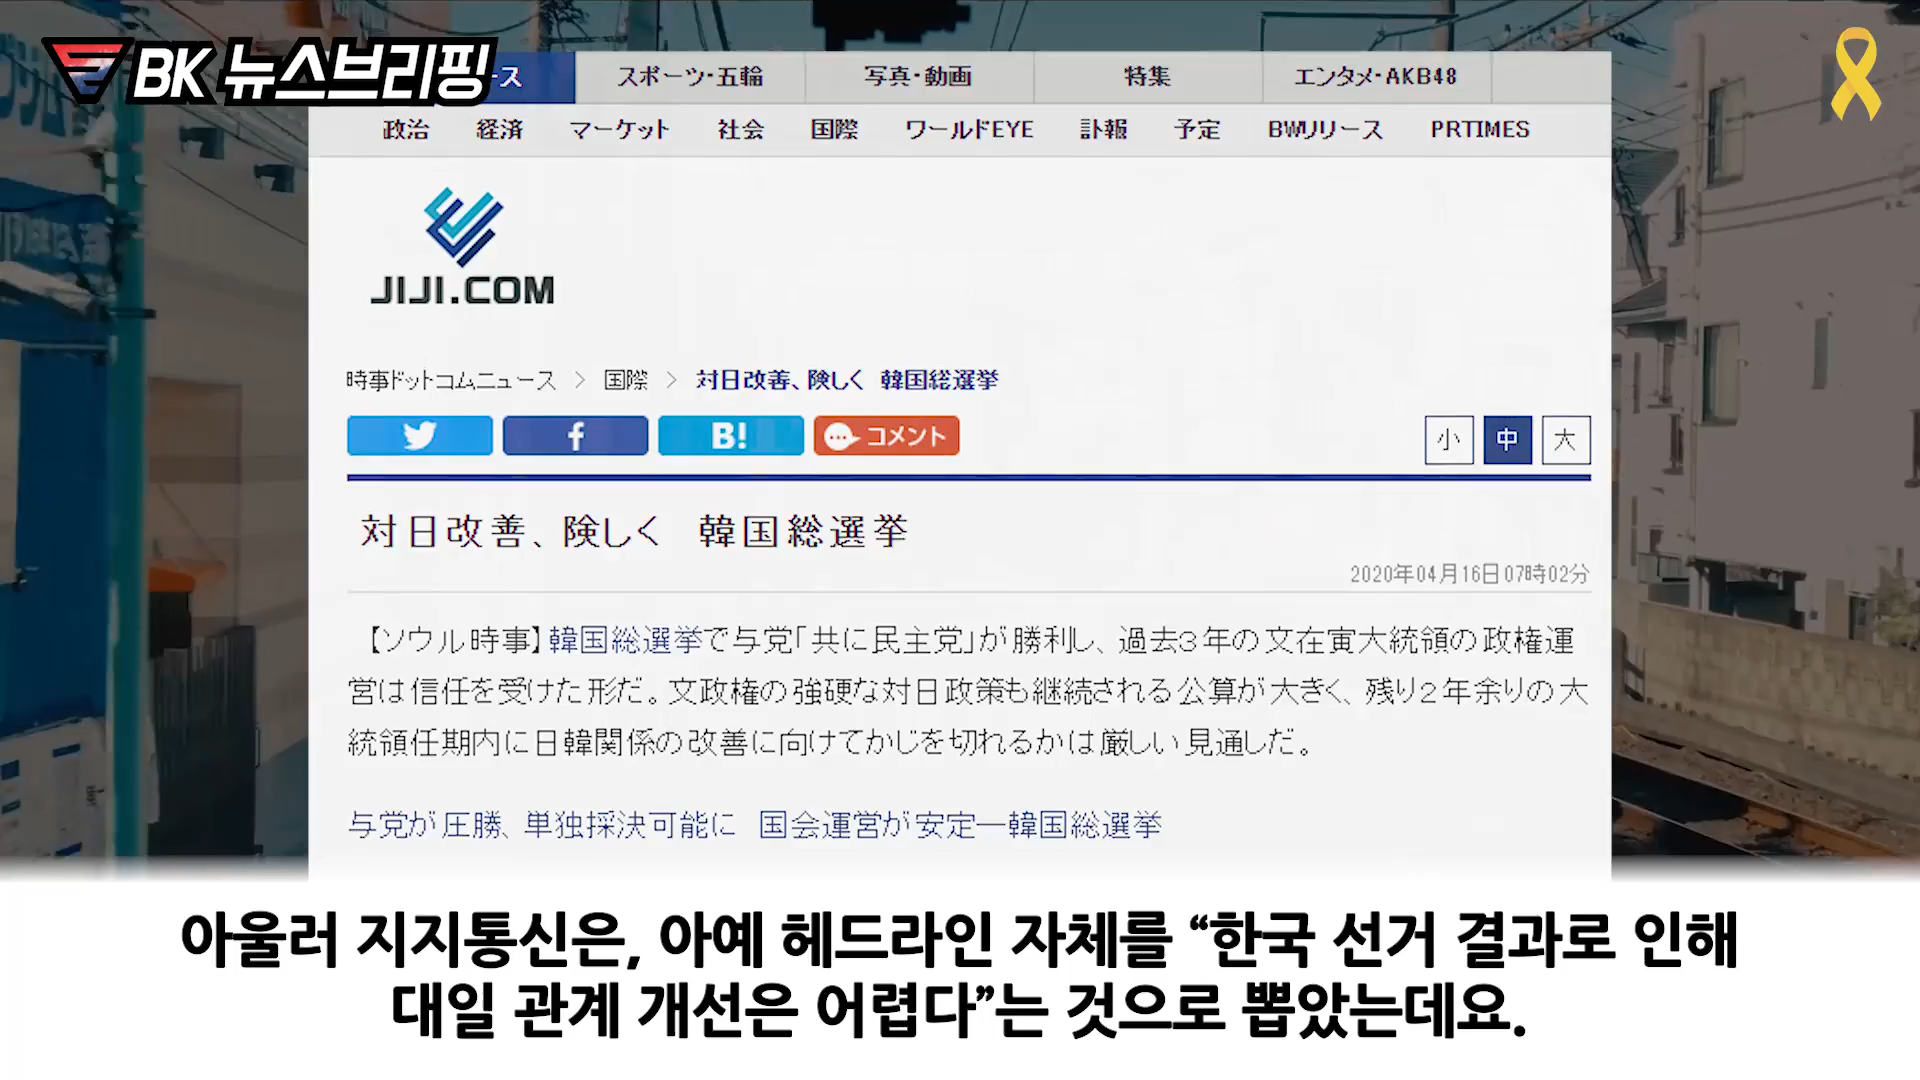 BK 뉴스브리핑
ース スポーツ・五輪 写真・動画 特集 エンタメ・AKB48
政治 経済 マーケット 社会 国際 ワールドEYE 訃報 予定 BWリリース PRTIMES
JIJI.COM
時事ドットコムニュース > 国際 > 対日改善、険しく 韓国総選挙
f B! コメント 小 中 大
対日改善、険しく 韓国総選挙
2020年04月16日07時02分
【ソウル時事】韓国総選挙で与党「共に民主党」が勝利し、過去3年の文在寅大統領の政権運
営は信任を受けた形だ。文政権の強硬な対日政策も継続される公算が大きく、残り2年余りの大
統領任期内に日韓関係の改善に向けてかじを切れるかは厳しい見通しだ。
与党が圧勝、単独採決可能に 国会運営が安定―韓国総選挙
아울러 지지통신은, 아예 헤드라인 자체를 “한국 선거 결과로 인해
대일 관계 개선은 어렵다”는 것으로 뽑았는데요.